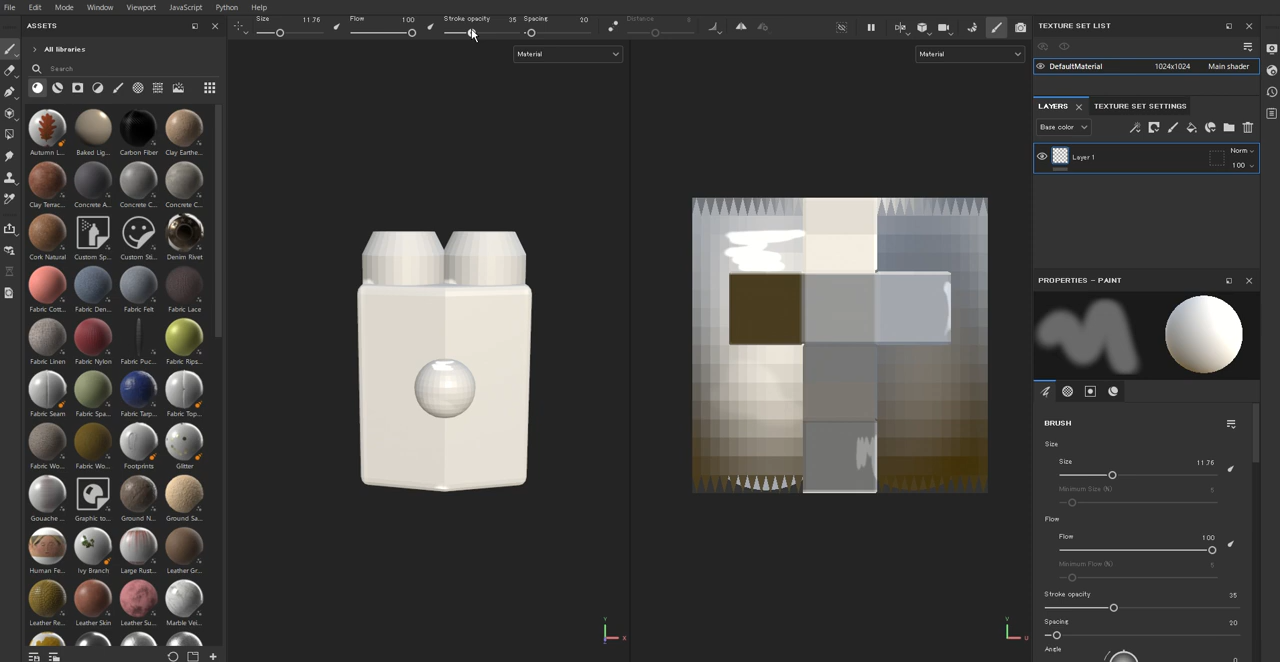 File Edit Mode Window Viewport JavaScript Python Help
Size 11.76 Flow 100 Stroke opacity 35 Spacing 20 Distance 8
ASSETS
All libraries
Search
Autumn L... Baked Lig... Carbon Fiber Clay Earthe...
Clay Terrac... Concrete A... Concrete C... Concrete C...
Cork Natural Custom Sp... Custom Sti... Denim Rivet
Fabric Cott... Fabric Den... Fabric Felt Fabric Lace
Fabric Linen Fabric Nylon Fabric Puc... Fabric Rips...
Fabric Seam Fabric Spa... Fabric Tarp... Fabric Top...
Fabric Wo... Fabric Wo... Footprints Glitter
Gouache ... Graphic to... Ground N... Ground Sa...
Human Fe... Ivy Branch Large Rust... Leather Gr...
Leather Re... Leather Skin Leather Su... Marble Vei...
Material
Material
Y
X
Y
U
TEXTURE SET LIST
DefaultMaterial 1024x1024 Main shader
LAYERS TEXTURE SET SETTINGS
Base color
Layer 1 Norm
100
PROPERTIES - PAINT
BRUSH
Size
Size 11.76
Minimum Size (%) 5
Flow
Flow 100
Minimum Flow (%) 5
Stroke opacity 35
Spacing 20
Angle 0